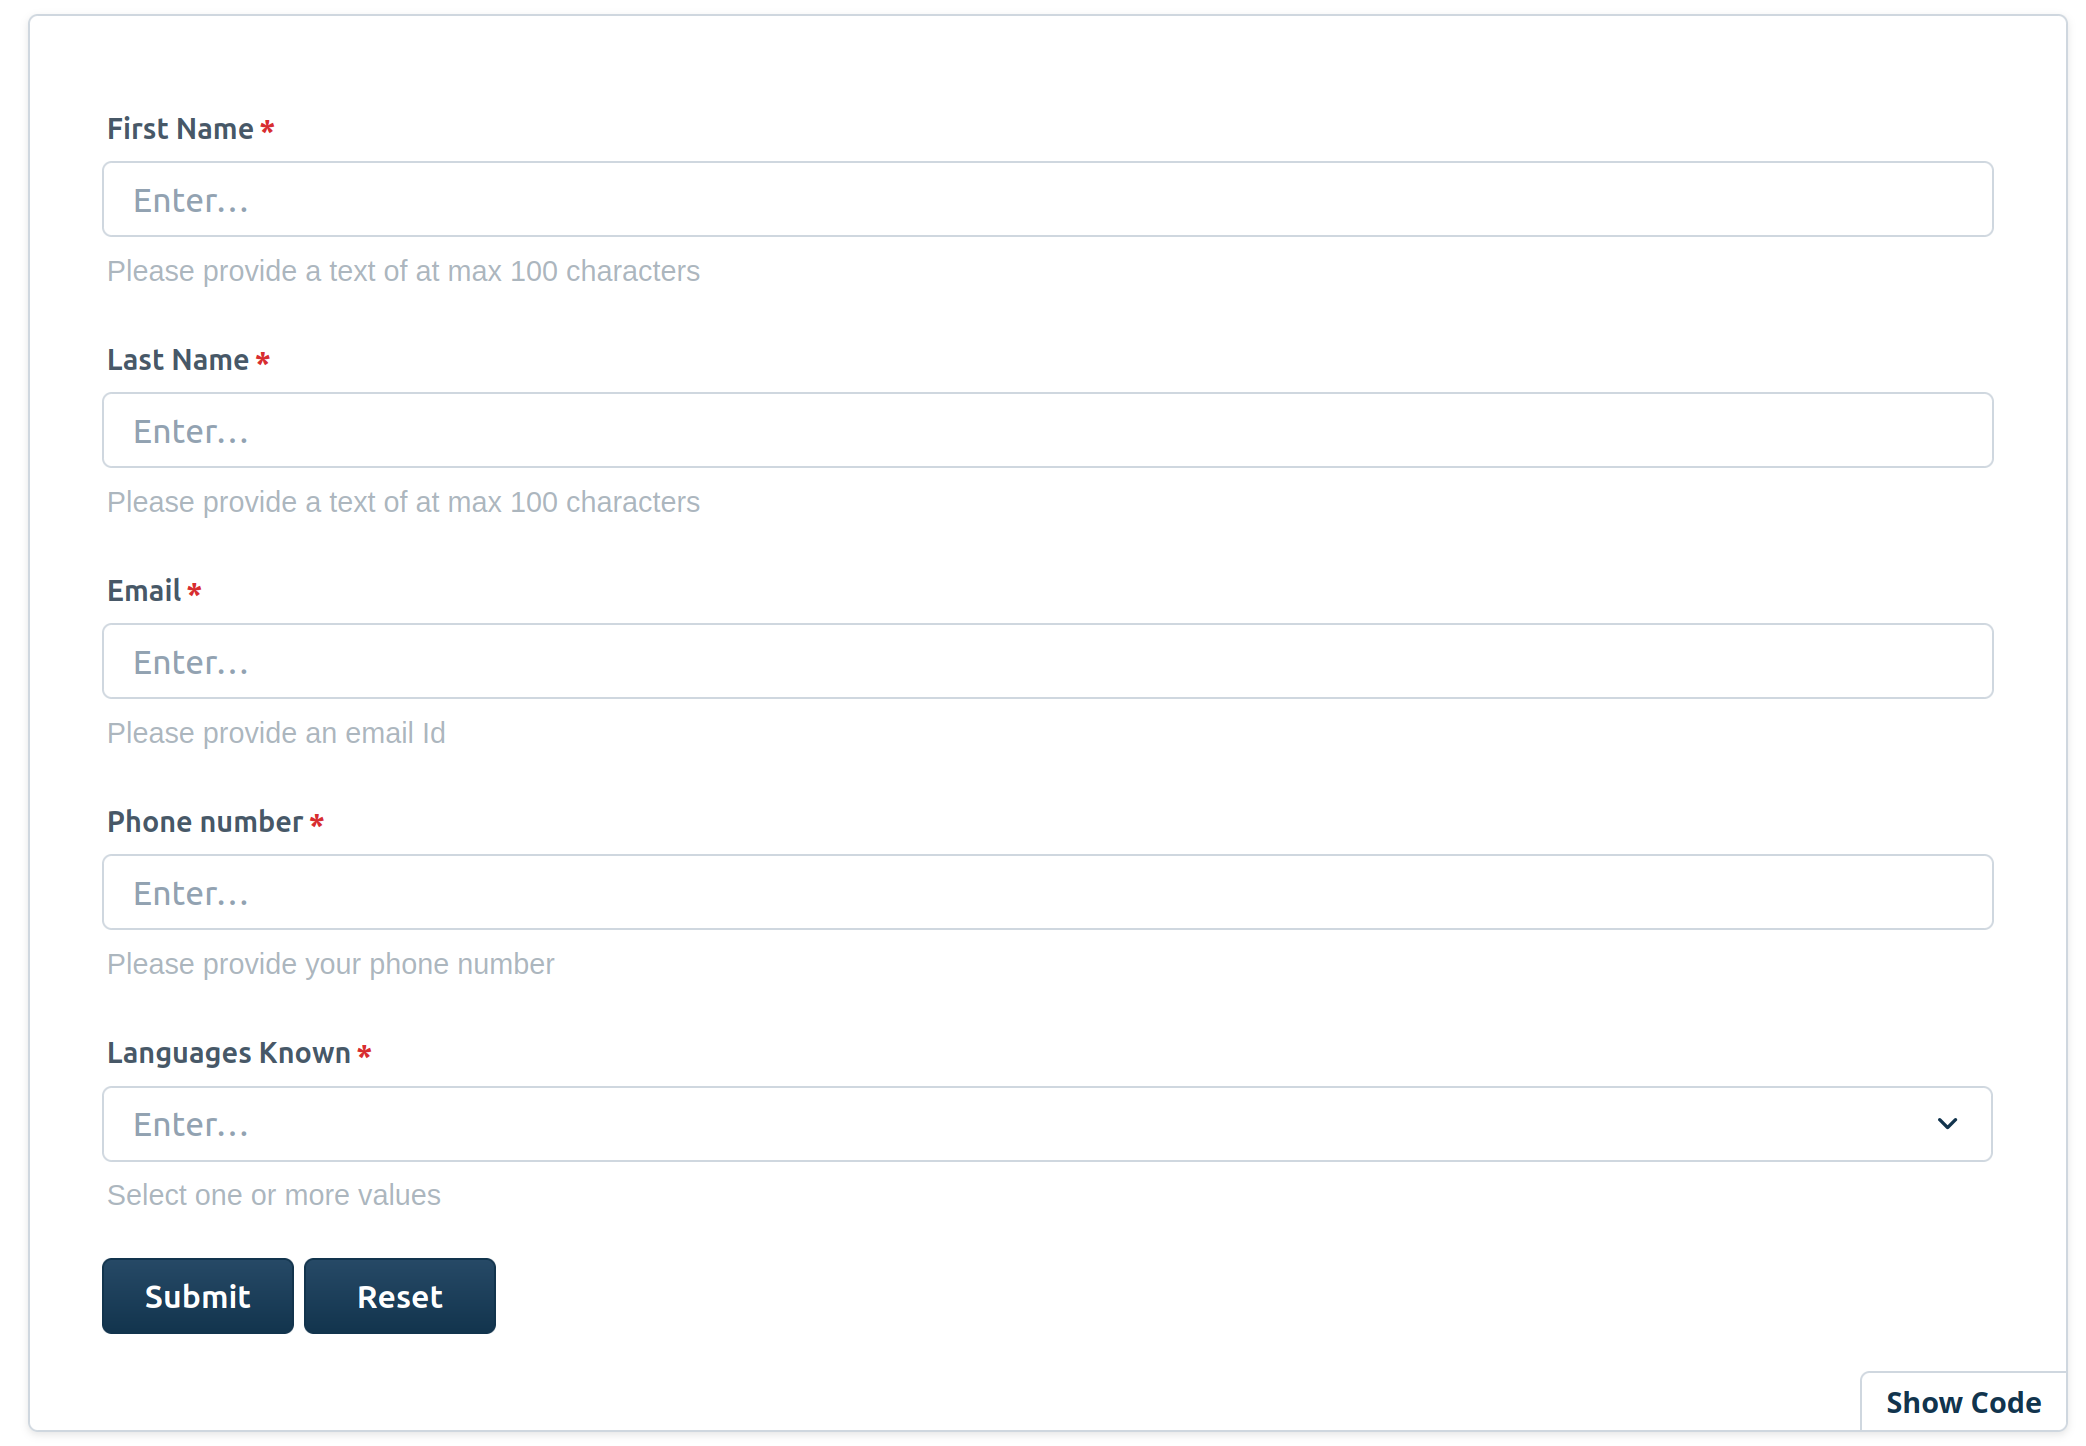 First Name *
Enter...
Please provide a text of at max 100 characters
Last Name *
Enter...
Please provide a text of at max 100 characters
Email *
Enter...
Please provide an email Id
Phone number *
Enter...
Please provide your phone number
Languages Known *
Enter...
Select one or more values
Submit Reset
Show Code